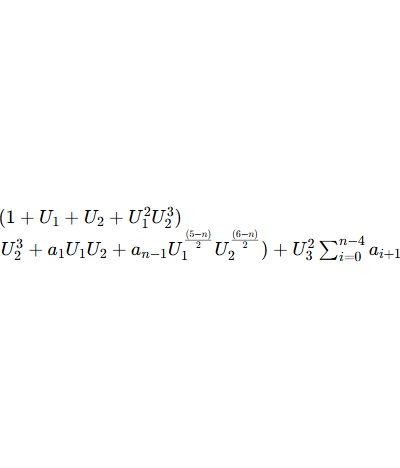 (1 + U_1 + U_2 + U_1^2 U_2^3)
U_2^3 + a_1 U_1 U_2 + a_{n-1} U_1^{\frac{(5-n)}{2}} U_2^{\frac{(6-n)}{2}}) + U_3^2 \sum_{i=0}^{n-4} a_{i+1}